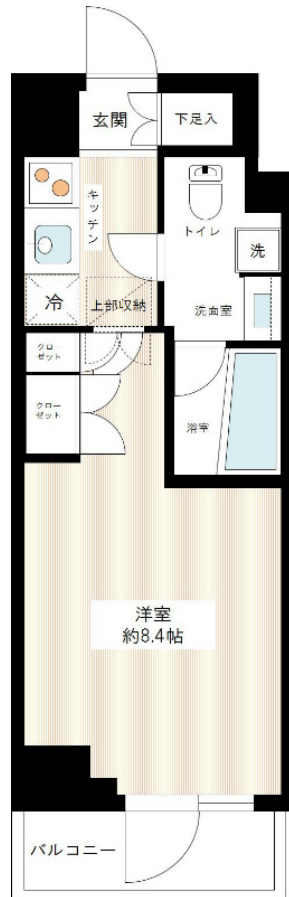 玄関
下足入
キッチン
トイレ
洗
冷
上部収納
洗面室
クロー
ゼット
クロー
ゼット
浴室
洋室
約8.4帖
バルコニー